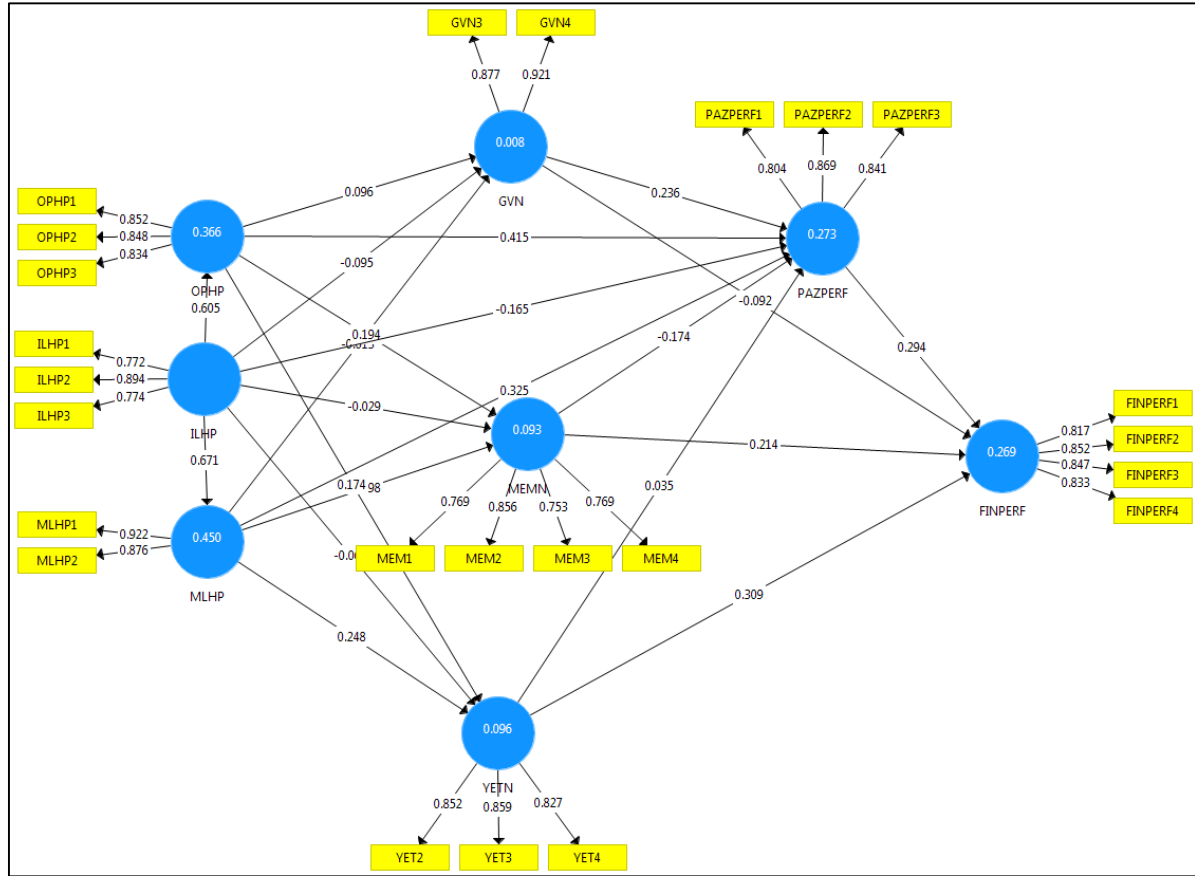 GVN3 GVN4
0.877 0.921
PAZPERF1 PAZPERF2 PAZPERF3
0.008
0.804 0.869 0.841
GVN
0.096 0.236
OPHP1
0.852
OPHP2
0.848
OPHP3
0.834
0.366
OPHP
0.415
0.273
PAZPERF
-0.095
-0.165
-0.092
0.605
0.194
-0.174
0.294
ILHP1
0.772
ILHP2
0.894
ILHP3
0.774
ILHP
0.325
-0.029
0.093
MEMN
0.214
0.671
FINPERF1
0.817
FINPERF2
0.852
FINPERF3
0.847
FINPERF4
0.833
0.269
FINPERF
0.174
0.035
0.769 0.856 0.753 0.769
MEM1 MEM2 MEM3 MEM4
MLHP1
0.922
MLHP2
0.876
0.450
MLHP
0.309
0.248
0.096
YETN
0.852 0.859 0.827
YET2 YET3 YET4